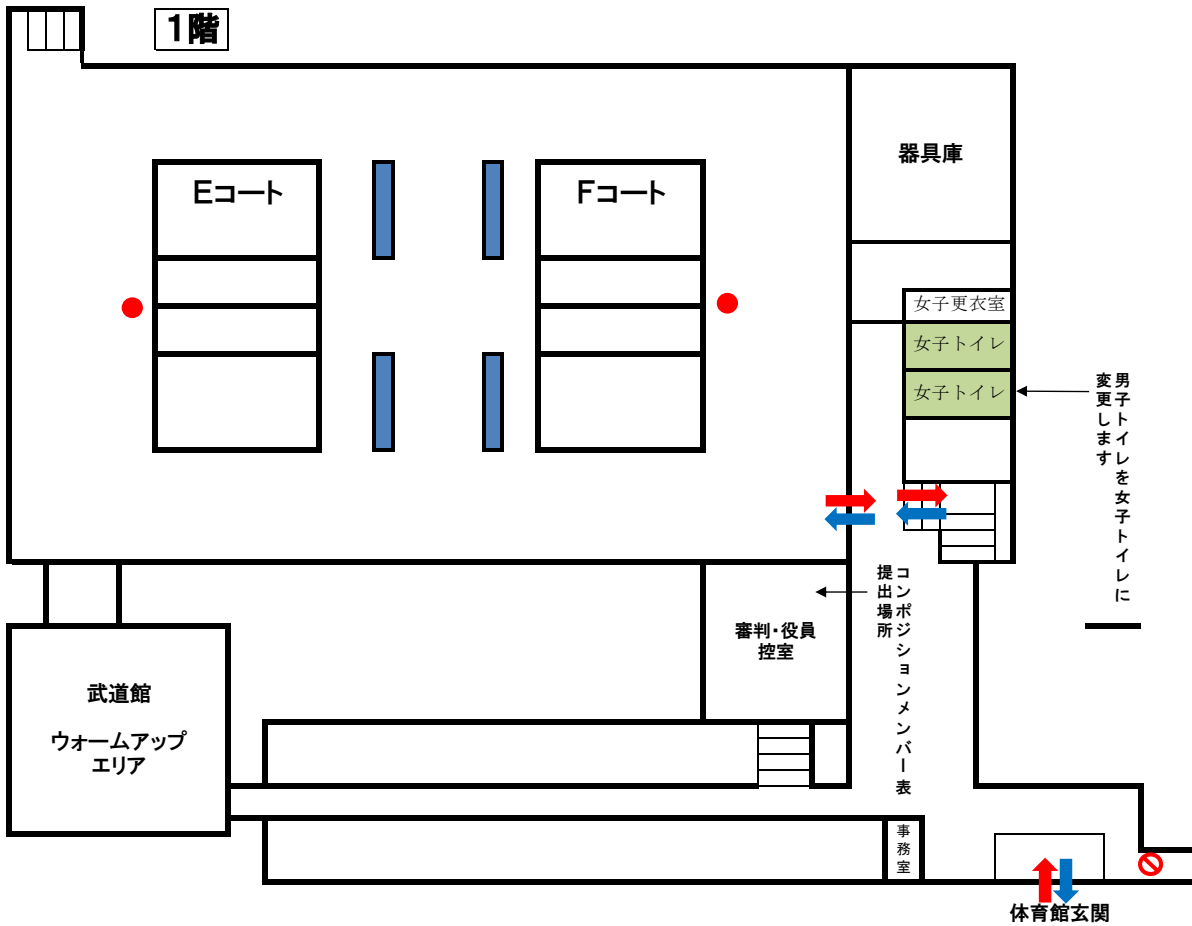 1階
器具庫
Eコート
Fコート
女子更衣室
女子トイレ
女子トイレ
男子トイレを女子トイレに
変更します
コンポジションメンバー表
提出場所
審判・役員
控室
武道館
ウォームアップ
エリア
事務室
体育館玄関